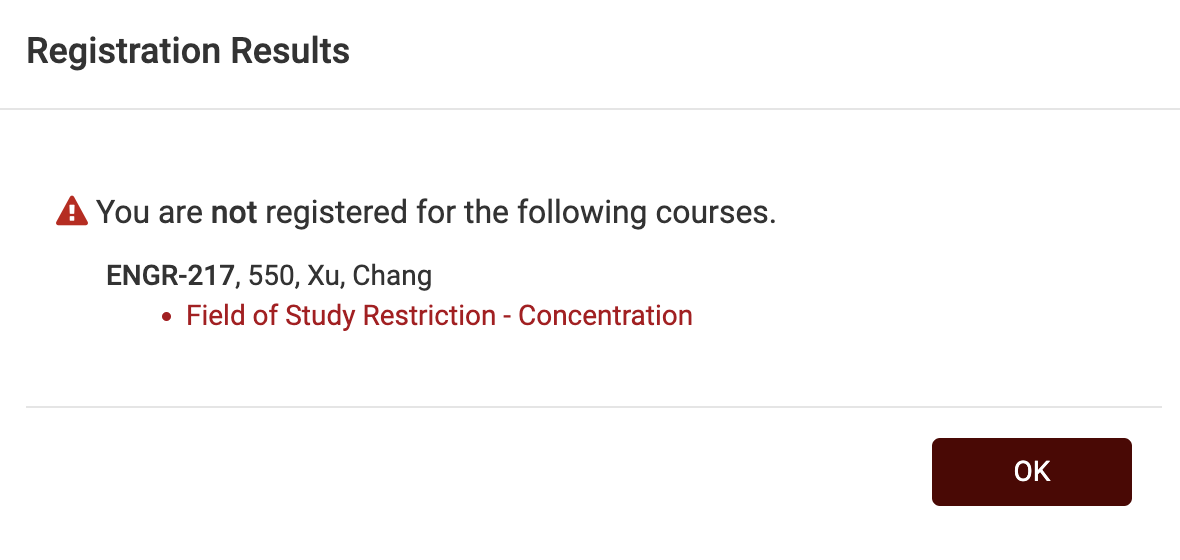 Registration Results
You are not registered for the following courses.
ENGR-217, 550, Xu, Chang
• Field of Study Restriction - Concentration
OK